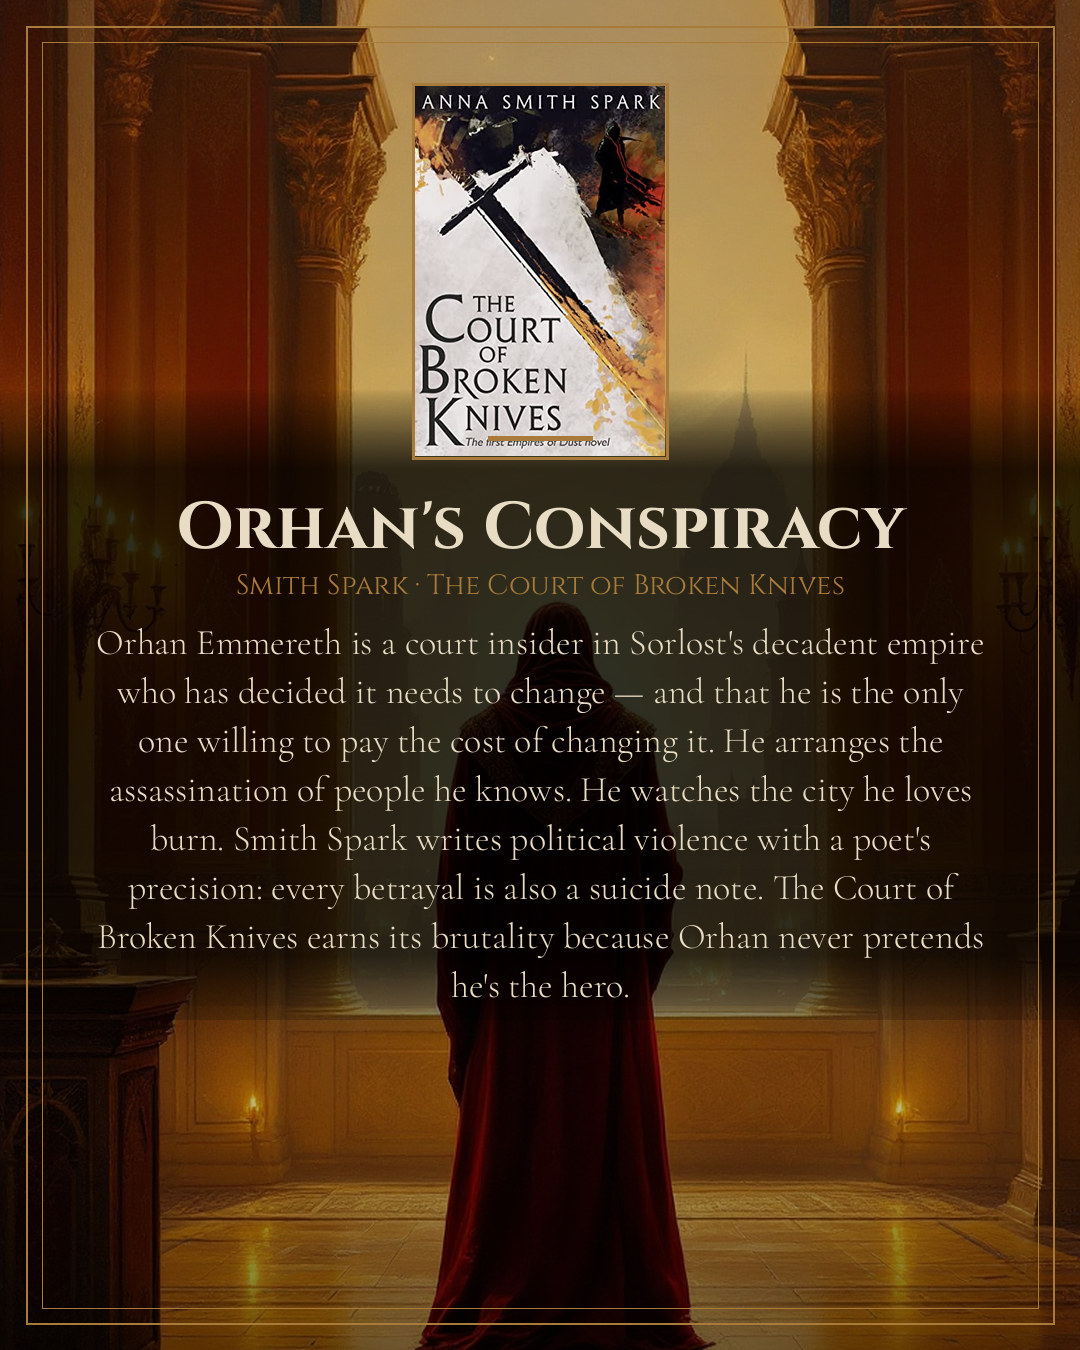 ANNA SMITH SPARK
THE
COURT
OF
BROKEN
KNIVES
The first Empires of Dust novel
ORHAN'S CONSPIRACY
SMITH SPARK · THE COURT OF BROKEN KNIVES
Orhan Emmereth is a court insider in Sorlost's decadent empire
who has decided it needs to change — and that he is the only
one willing to pay the cost of changing it. He arranges the
assassination of people he knows. He watches the city he loves
burn. Smith Spark writes political violence with a poet's
precision: every betrayal is also a suicide note. The Court of
Broken Knives earns its brutality because Orhan never pretends
he's the hero.